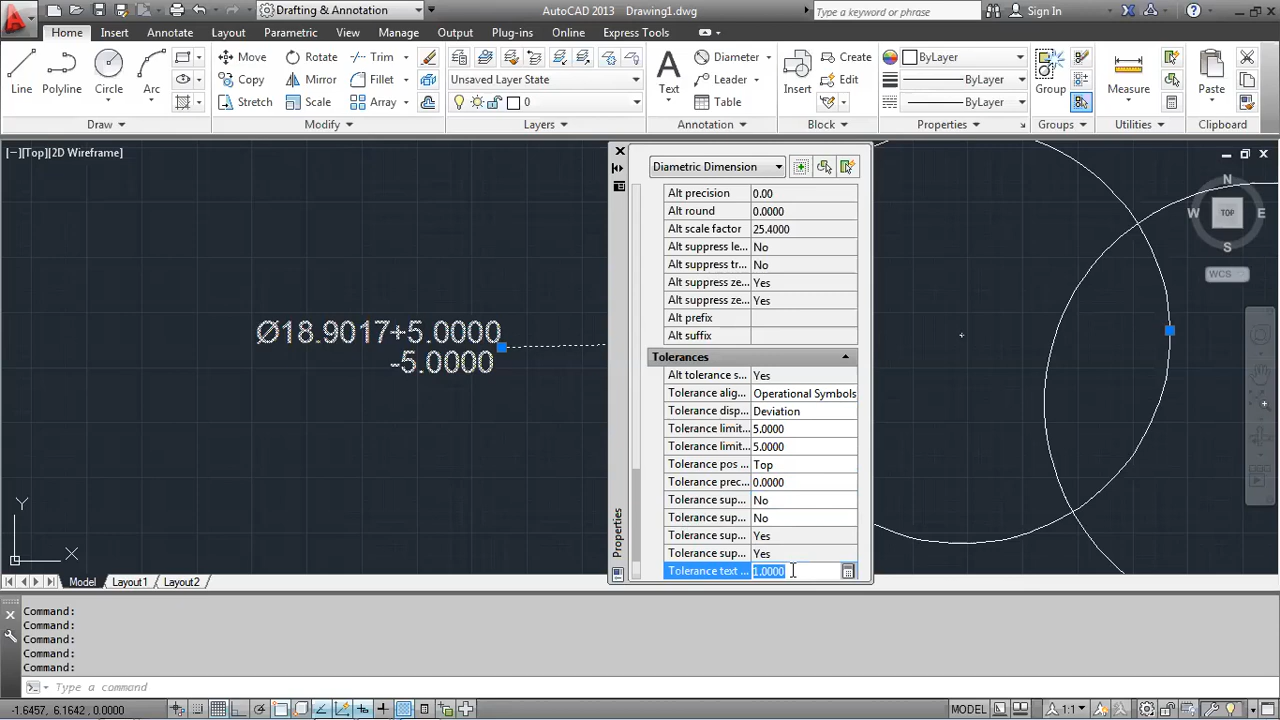 Drafting & Annotation
AutoCAD 2013 Drawing1.dwg
Type a keyword or phrase
Sign In
Home Insert Annotate Layout Parametric View Manage Output Plug-ins Online Express Tools
Line
Polyline
Circle
Arc
Draw
Move
Rotate
Trim
Copy
Mirror
Fillet
Stretch
Scale
Array
Modify
Unsaved Layer State
0
Layers
Text
Diameter
Leader
Table
Annotation
Insert
Create
Edit
Block
ByLayer
ByLayer
ByLayer
Properties
Group
Groups
Measure
Utilities
Paste
Clipboard
[−][Top][2D Wireframe]
Ø18.9017+5.0000
-5.0000
Y
X
Diametric Dimension
Alt precision 0.00
Alt round 0.0000
Alt scale factor 25.4000
Alt suppress le... No
Alt suppress tr... No
Alt suppress ze... Yes
Alt suppress ze... Yes
Alt prefix
Alt suffix
Tolerances
Alt tolerance s... Yes
Tolerance alig... Operational Symbols
Tolerance disp... Deviation
Tolerance limit... 5.0000
Tolerance limit... 5.0000
Tolerance pos ... Top
Tolerance prec... 0.0000
Tolerance sup... No
Tolerance sup... No
Tolerance sup... Yes
Tolerance sup... Yes
Tolerance text ... 1.0000
Properties
N
W TOP E
S
WCS
Model Layout1 Layout2
Command:
Command:
Command:
Command:
Command:
Type a command
-1.6457, 6.1642, 0.0000
MODEL
1:1